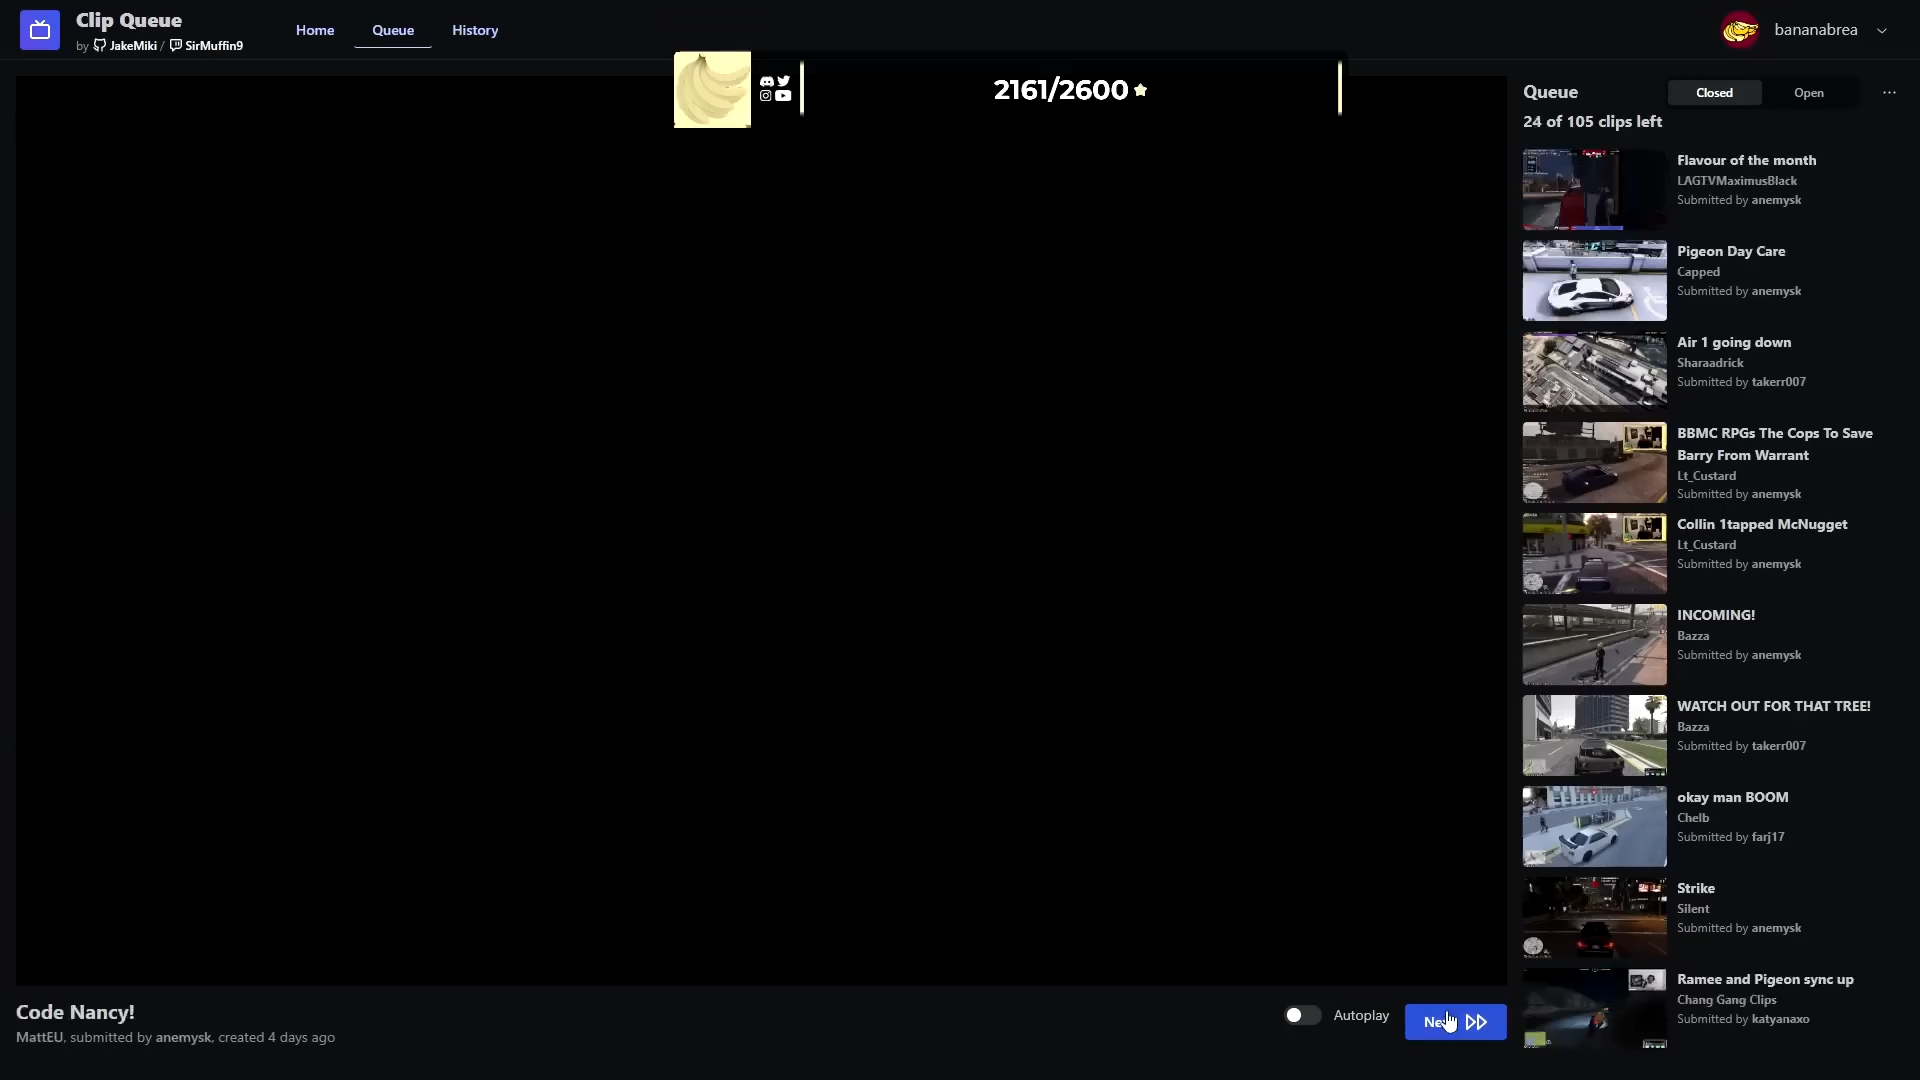 Clip Queue
by JakeMiki / SirMuffin9
Home
Queue
History
bananabrea
2161/2600
Queue
Closed
Open
24 of 105 clips left
Flavour of the month
LAGTVMaximusBlack
Submitted by anemysk
Pigeon Day Care
Capped
Submitted by anemysk
Air 1 going down
Sharaadrick
Submitted by takerr007
BBMC RPGs The Cops To Save
Barry From Warrant
Lt_Custard
Submitted by anemysk
Collin 1tapped McNugget
Lt_Custard
Submitted by anemysk
INCOMING!
Bazza
Submitted by anemysk
WATCH OUT FOR THAT TREE!
Bazza
Submitted by takerr007
okay man BOOM
Chelb
Submitted by farj17
Strike
Silent
Submitted by anemysk
Ramee and Pigeon sync up
Chang Gang Clips
Submitted by katyanaxo
Code Nancy!
MattEU, submitted by anemysk, created 4 days ago
Autoplay